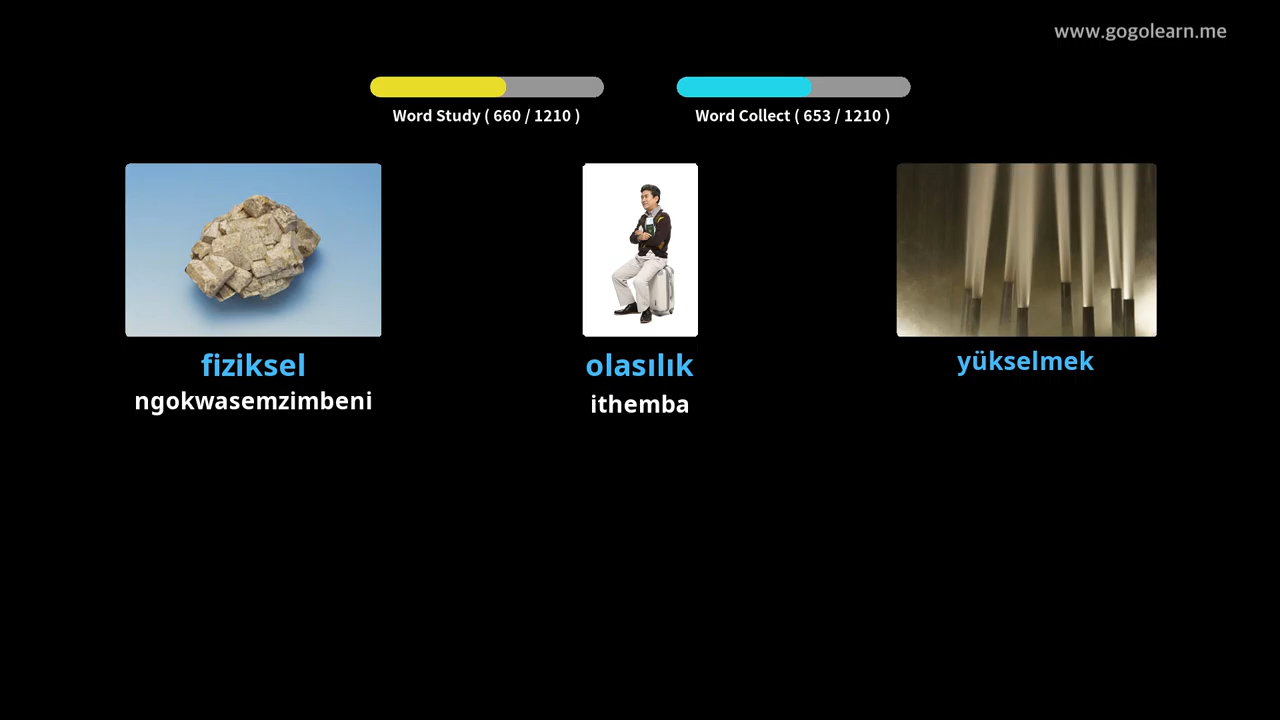 www.gogolearn.me
Word Study ( 660 / 1210 )
Word Collect ( 653 / 1210 )
fiziksel
ngokwasemzimbeni
olasılık
ithemba
yükselmek